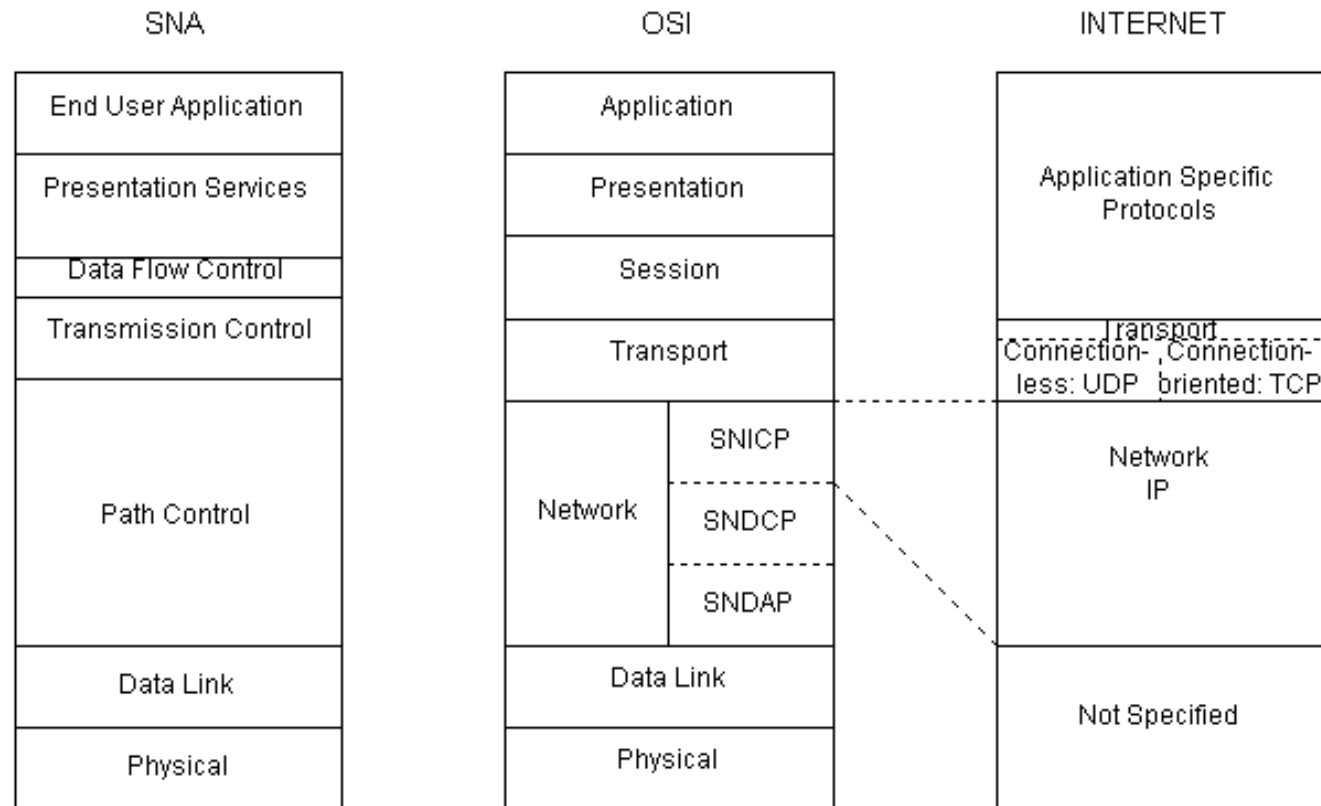 SNA
OSI
INTERNET
End User Application
Presentation Services
Data Flow Control
Transmission Control
Path Control
Data Link
Physical
Application
Presentation
Session
Transport
Network
SNICP
SNDCP
SNDAP
Data Link
Physical
Application Specific
Protocols
Transport
Connection-
less: UDP
Connection-
oriented: TCP
Network
IP
Not Specified